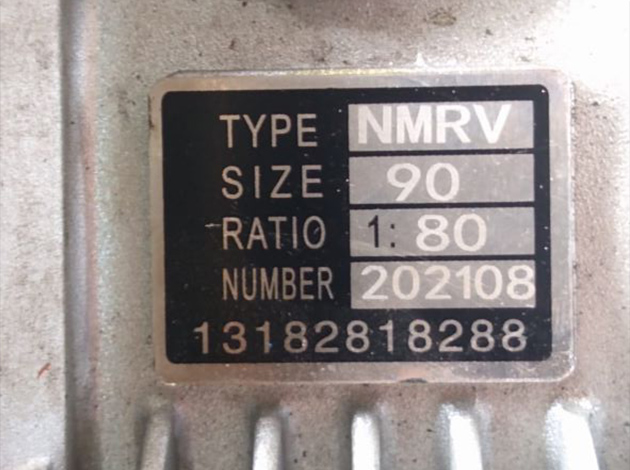 TYPE NMRV
SIZE 90
RATIO 1: 80
NUMBER 202108
13182818288